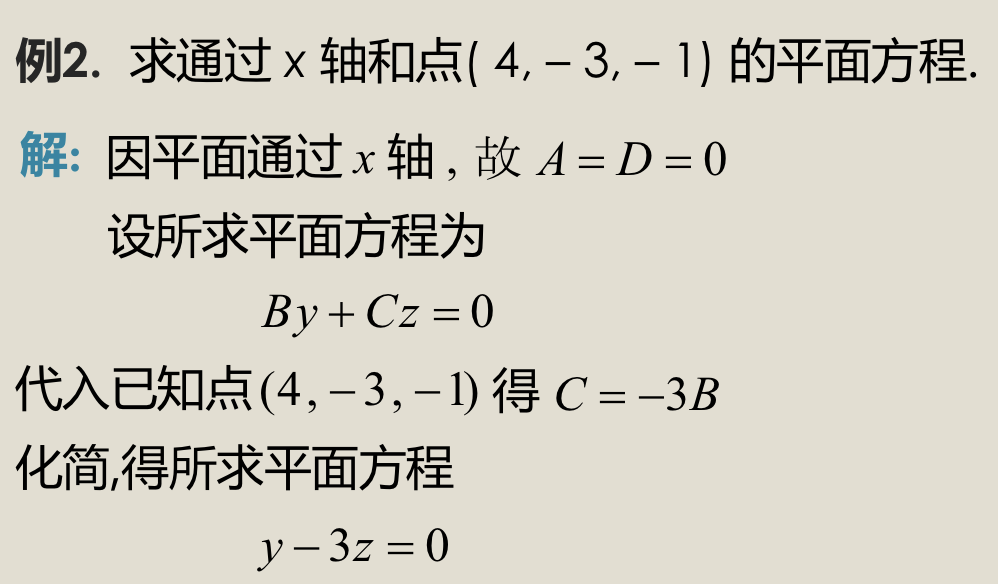 例2. 求通过 x 轴和点( 4, – 3, – 1) 的平面方程.
解: 因平面通过 x 轴 , 故 A = D = 0
设所求平面方程为
By + Cz = 0
代入已知点(4, −3, −1) 得 C = −3B
化简,得所求平面方程
y − 3z = 0